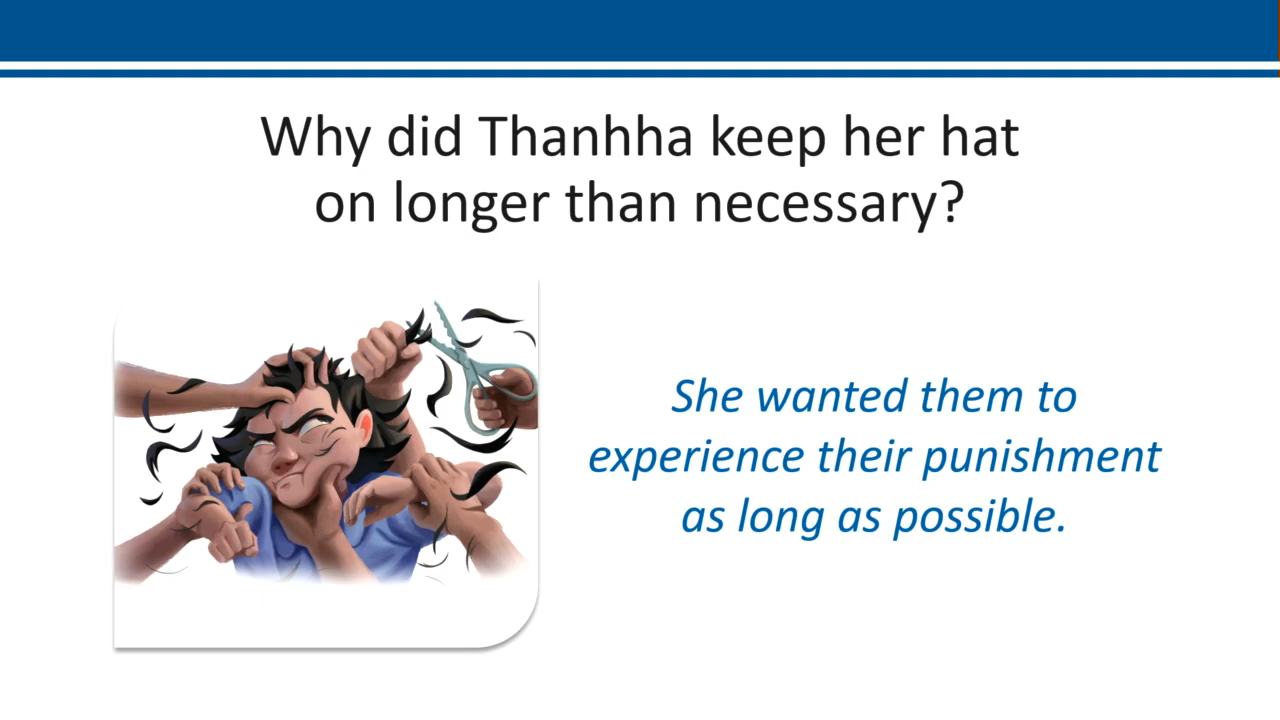 Why did Thanhha keep her hat
on longer than necessary?
She wanted them to
experience their punishment
as long as possible.